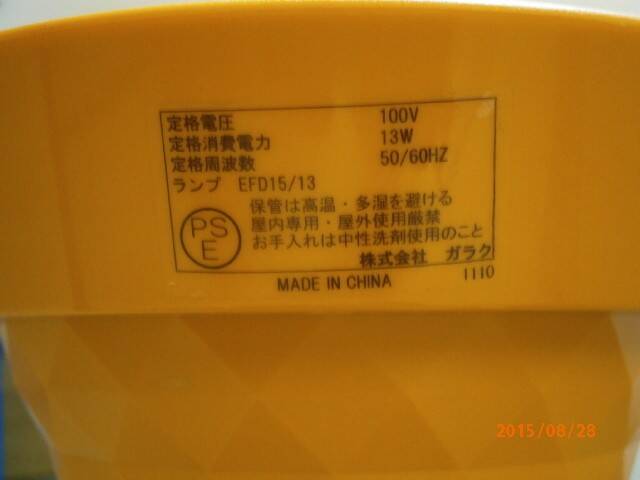 定格電圧 100V
定格消費電力 13W
定格周波数 50/60HZ
ランプ EFD15/13
保管は高温・多湿を避ける
屋内専用・屋外使用厳禁
お手入れは中性洗剤使用のこと
PS
E
株式会社 ガラク
1110
MADE IN CHINA
2015/08/28